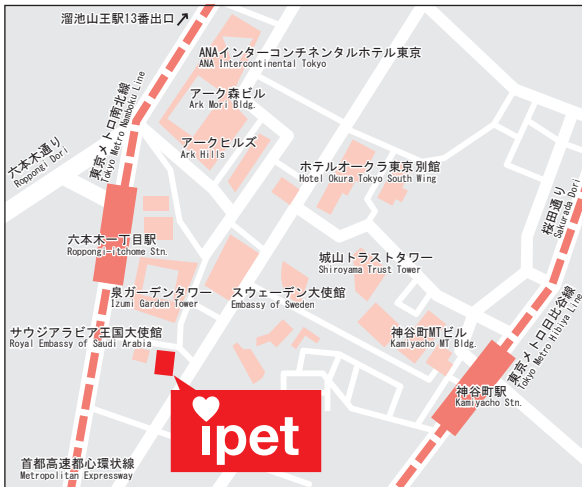 溜池山王駅13番出口↗
ANAインターコンチネンタルホテル東京
ANA Intercontinental Tokyo
アーク森ビル
Ark Mori Bldg.
アークヒルズ
Ark Hills
東京メトロ南北線
Tokyo Metro Namboku Line
六本木通り
Roppongi Dori
ホテルオークラ東京別館
Hotel Okura Tokyo South Wing
桜田通り
Sakurada Dori
六本木一丁目駅
Roppongi-itchome Stn.
城山トラストタワー
Shiroyama Trust Tower
泉ガーデンタワー
Izumi Garden Tower
スウェーデン大使館
Embassy of Sweden
サウジアラビア王国大使館
Royal Embassy of Saudi Arabia
神谷町MTビル
Kamiyacho MT Bldg.
東京メトロ日比谷線
Tokyo Metro Hibiya Line
神谷町駅
Kamiyacho Stn.
ipet
首都高速都心環状線
Metropolitan Expressway